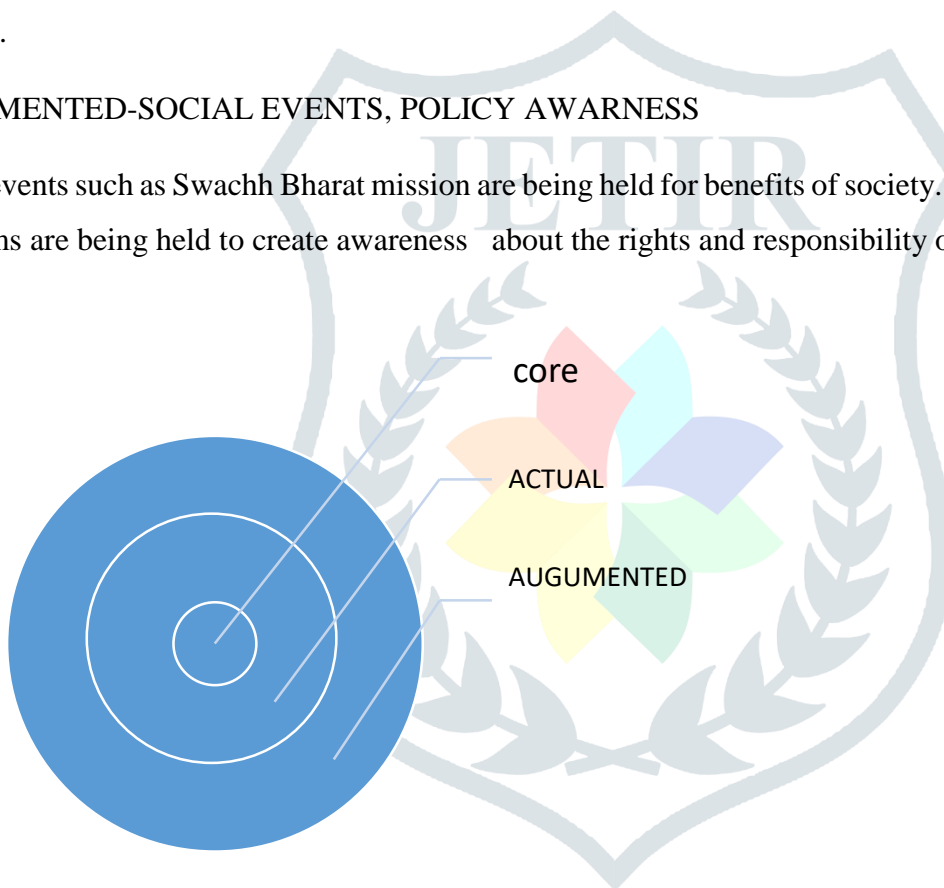 .
MENTED-SOCIAL EVENTS, POLICY AWARNESS
events such as Swachh Bharat mission are being held for benefits of society.
ns are being held to create awareness about the rights and responsibility o
JETIR
core
ACTUAL
AUGUMENTED